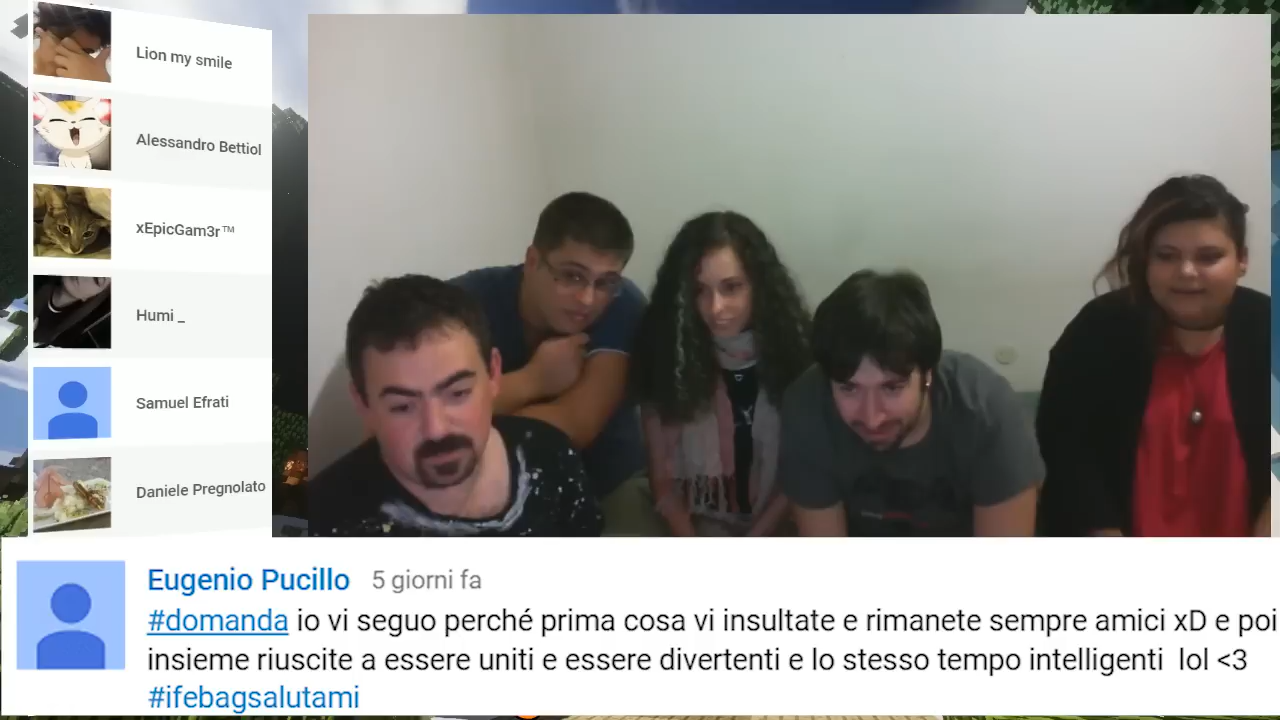 Lion my smile
Alessandro Bettiol
xEpicGam3r™
Humi _
Samuel Efrati
Daniele Pregnolato
Eugenio Pucillo 5 giorni fa
#domanda io vi seguo perché prima cosa vi insultate e rimanete sempre amici xD e poi
insieme riuscite a essere uniti e essere divertenti e lo stesso tempo intelligenti lol <3
#ifebagsalutami